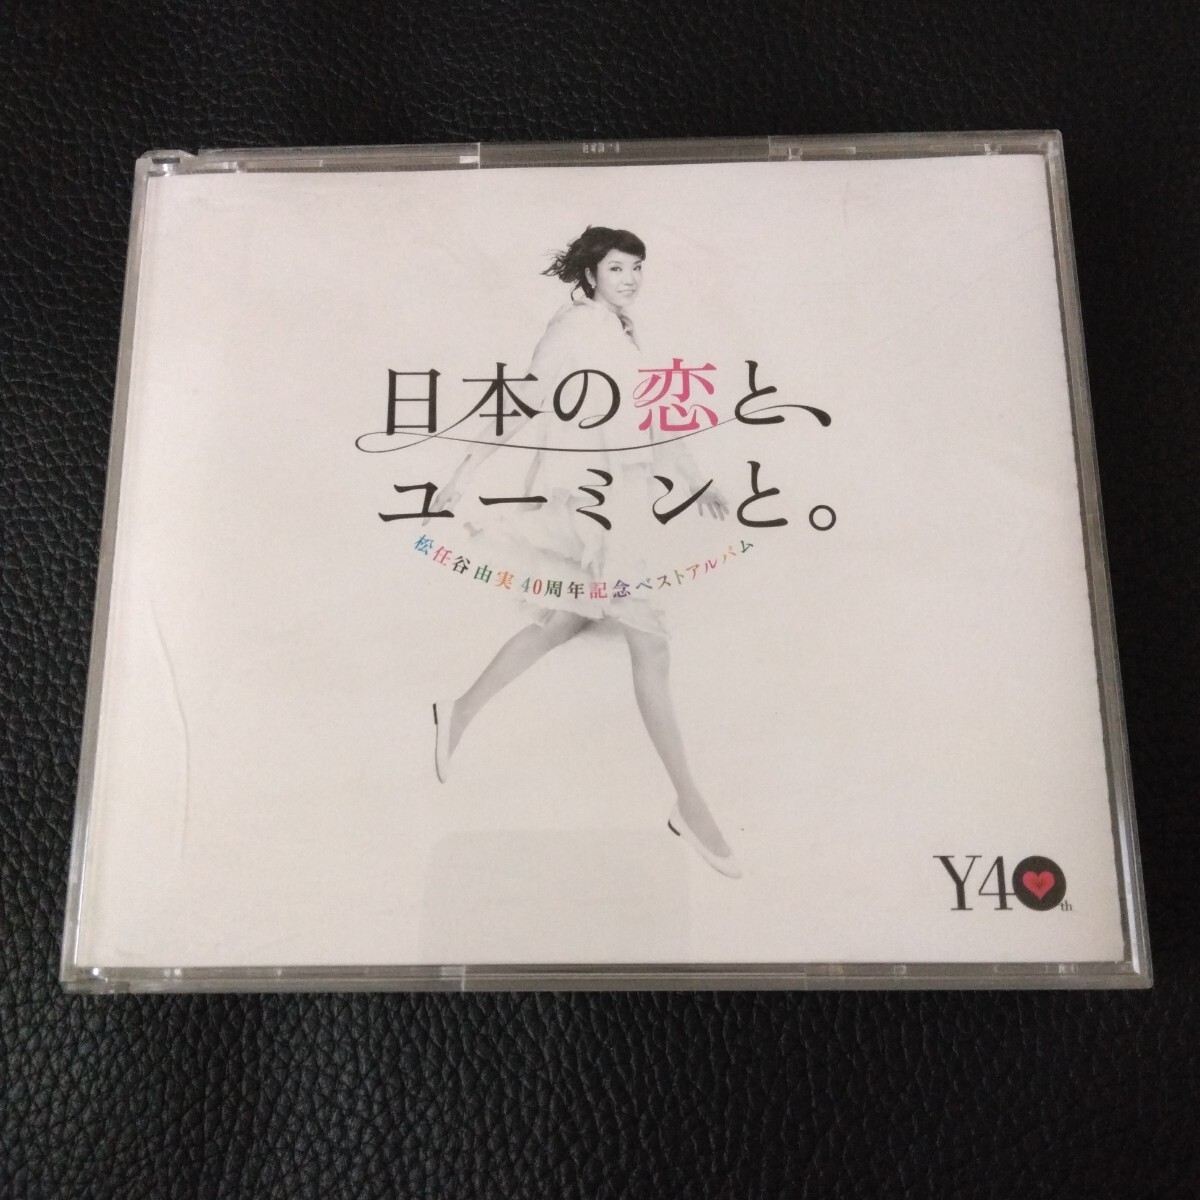 日本の恋と、
ユーミンと。
松任谷由実 40周年記念ベストアルバム
Y40th